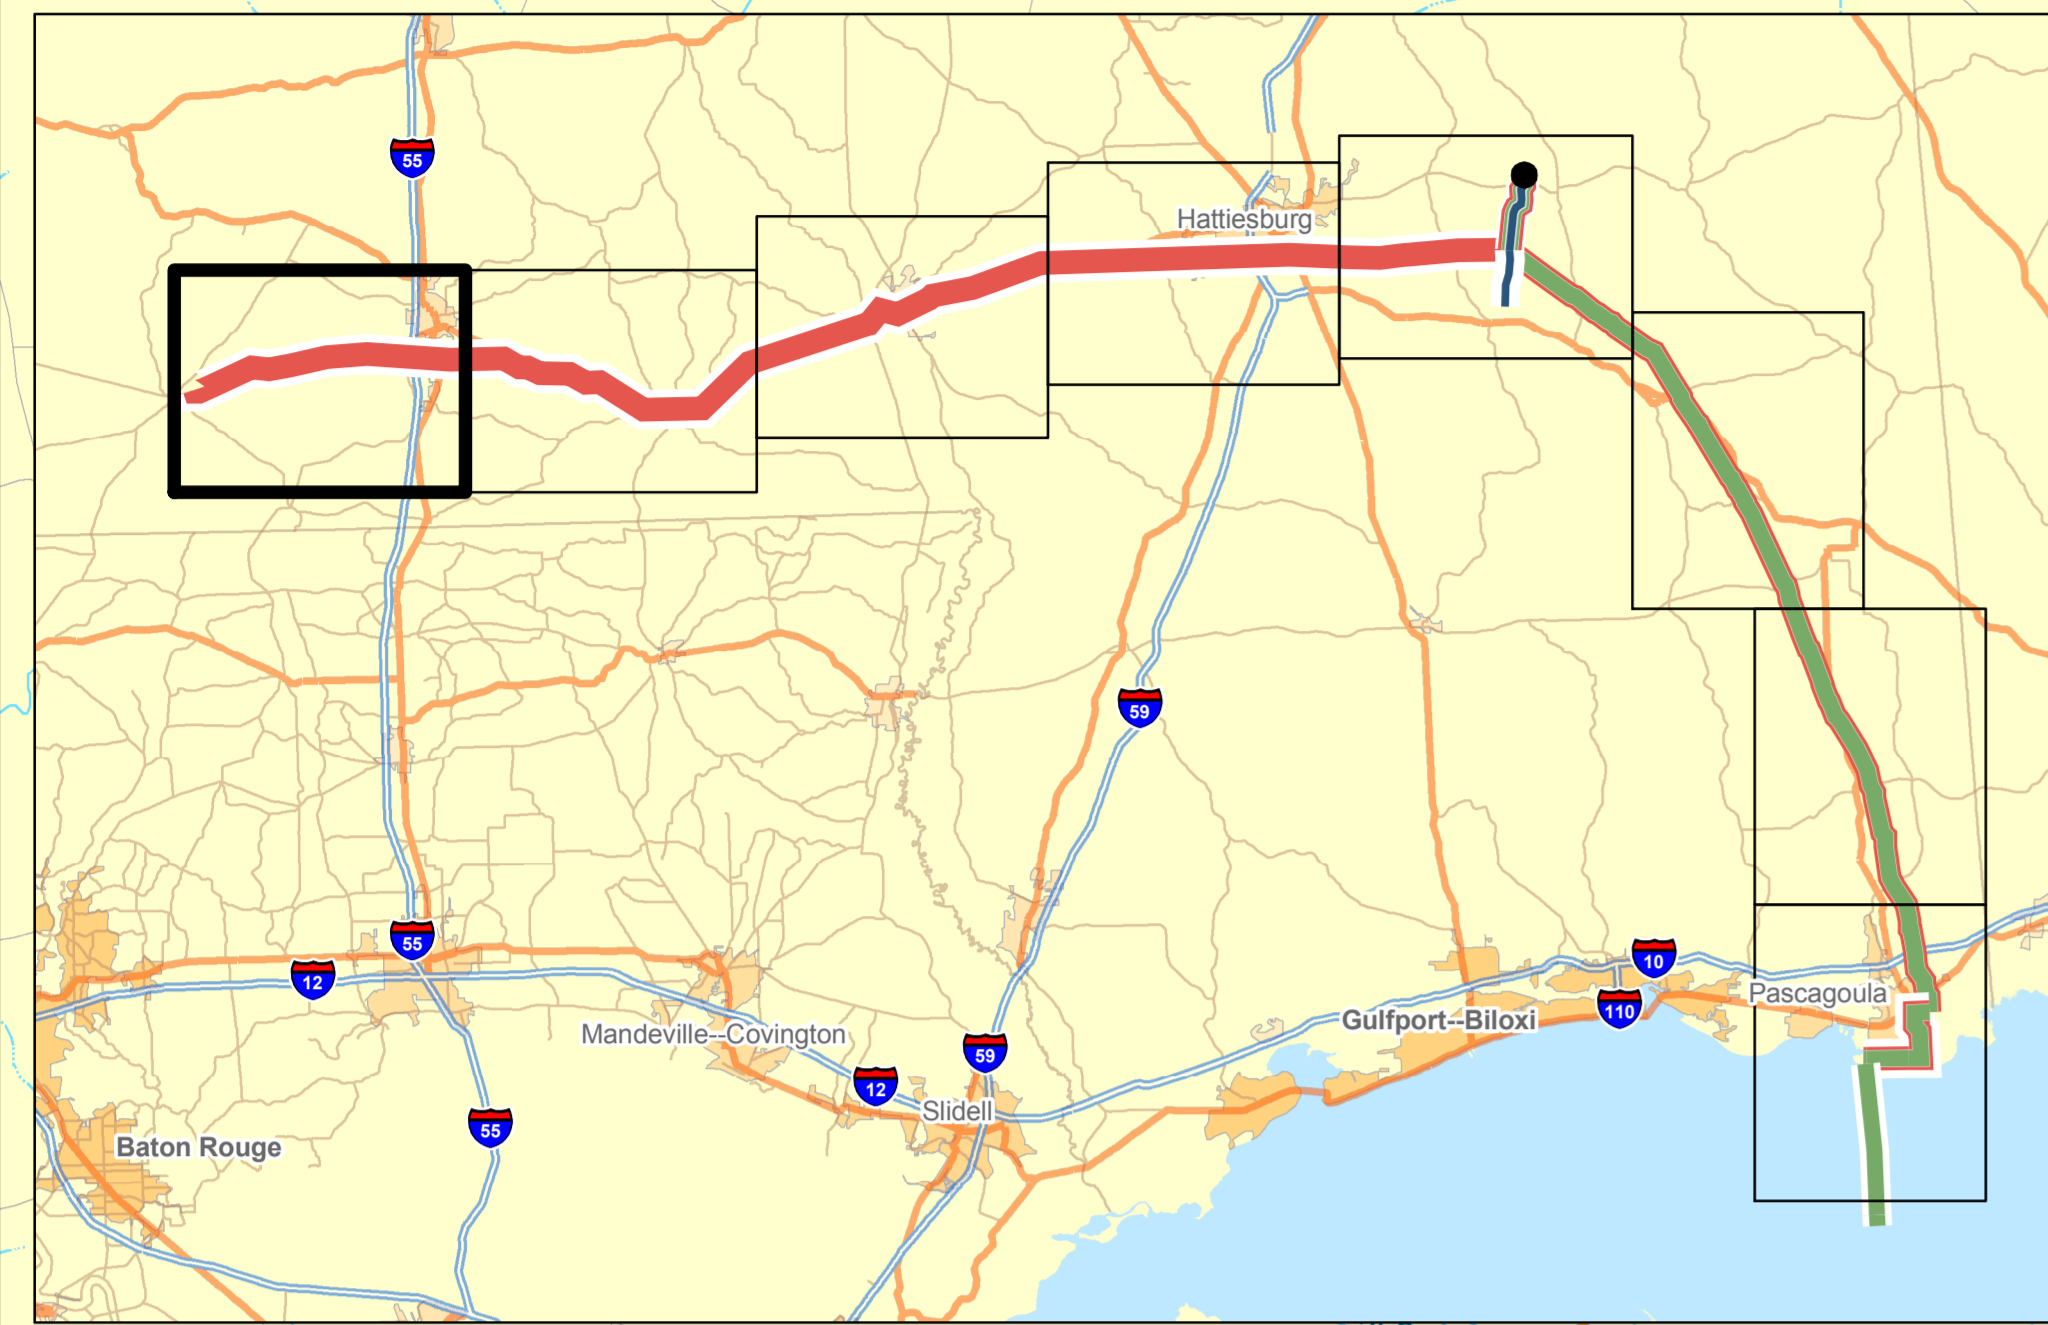 55
Hattiesburg
59
55
10
12
Pascagoula
110
Gulfport--Biloxi
Mandeville--Covington
59
12
Slidell
55
Baton Rouge